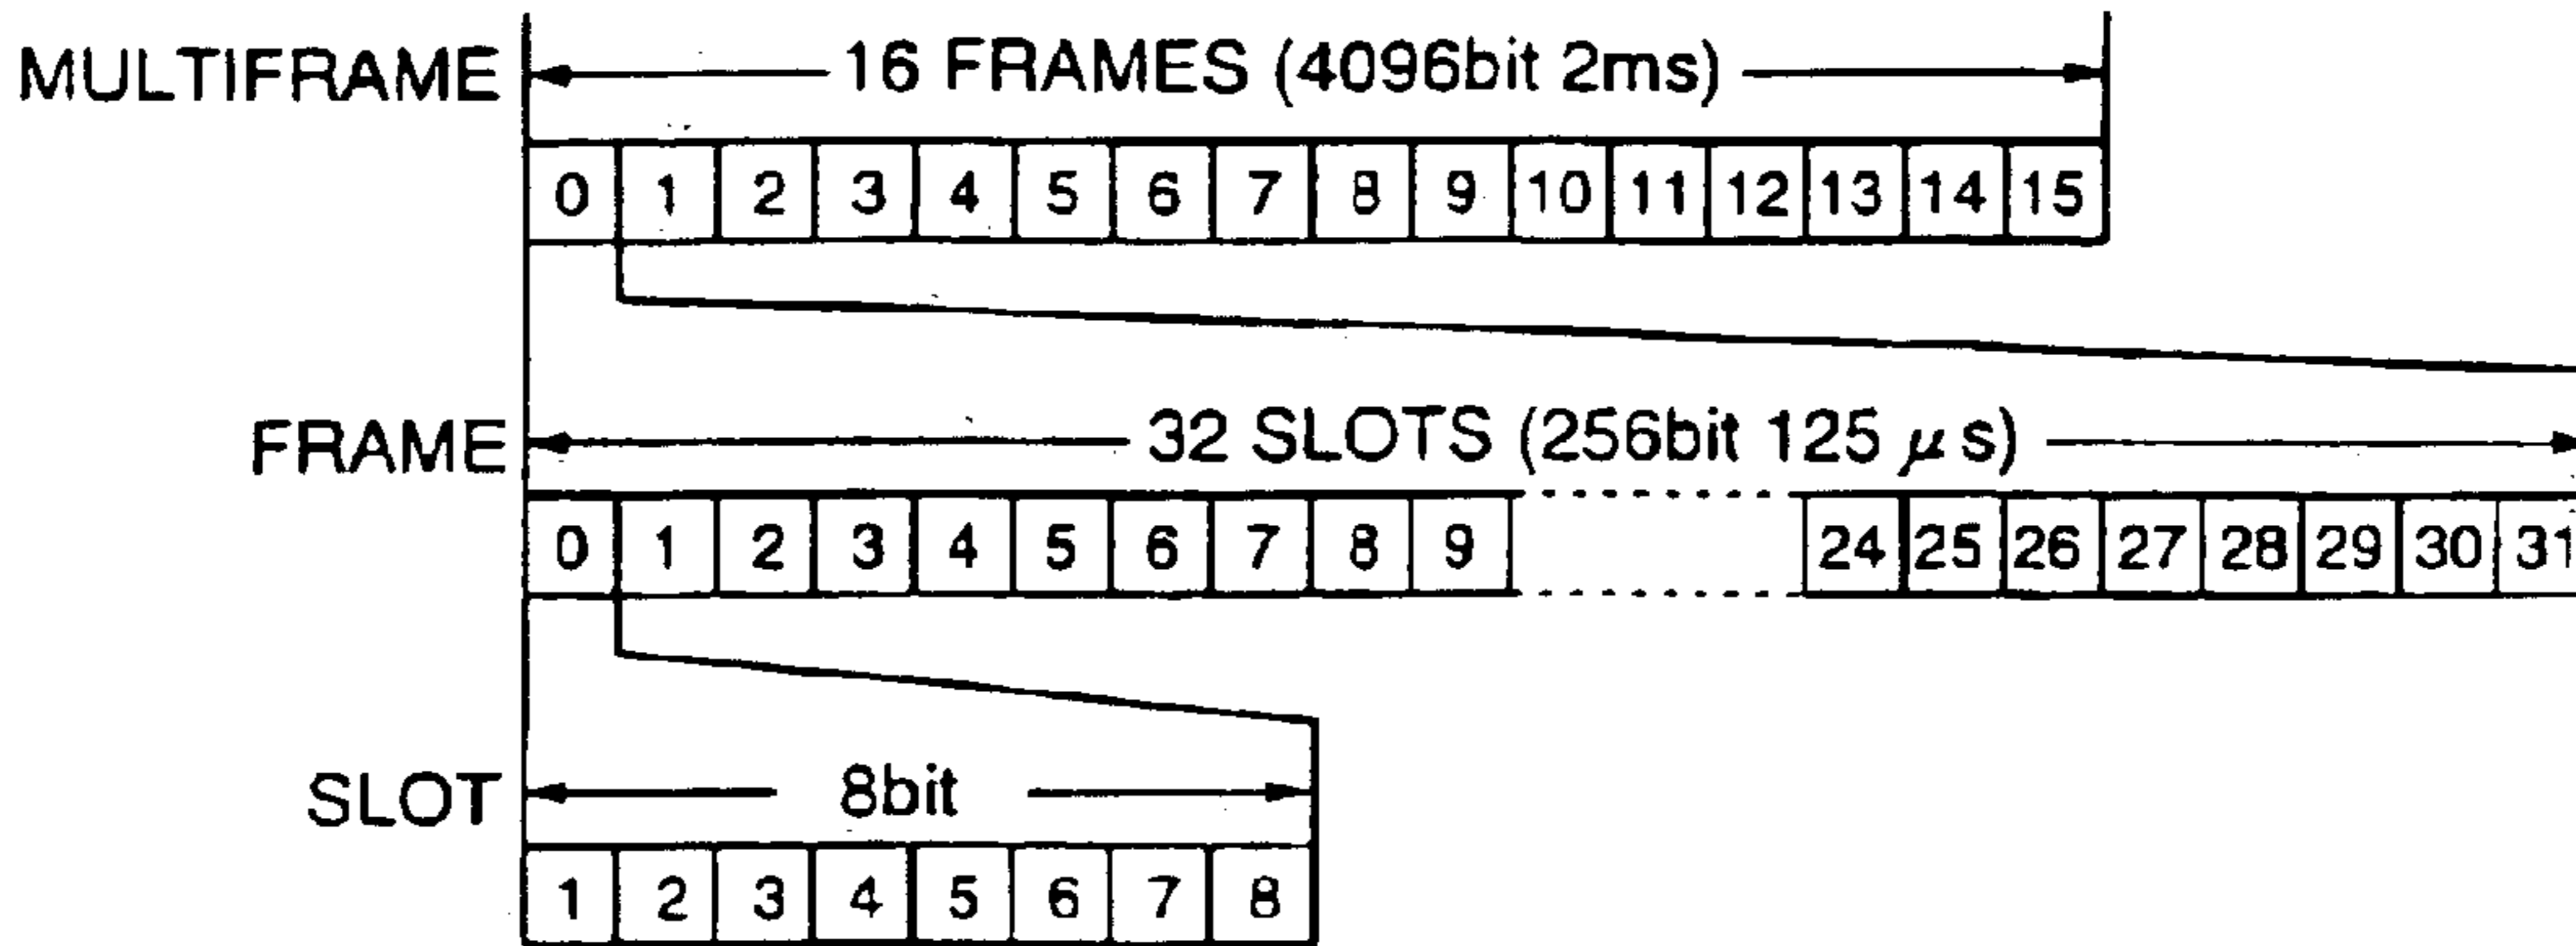 MULTIFRAME 16 FRAMES (4096bit 2ms)
0 1 2 3 4 5 6 7 8 9 10 11 12 13 14 15
FRAME 32 SLOTS (256bit 125 μs)
0 1 2 3 4 5 6 7 8 9 24 25 26 27 28 29 30 31
SLOT 8bit
1 2 3 4 5 6 7 8